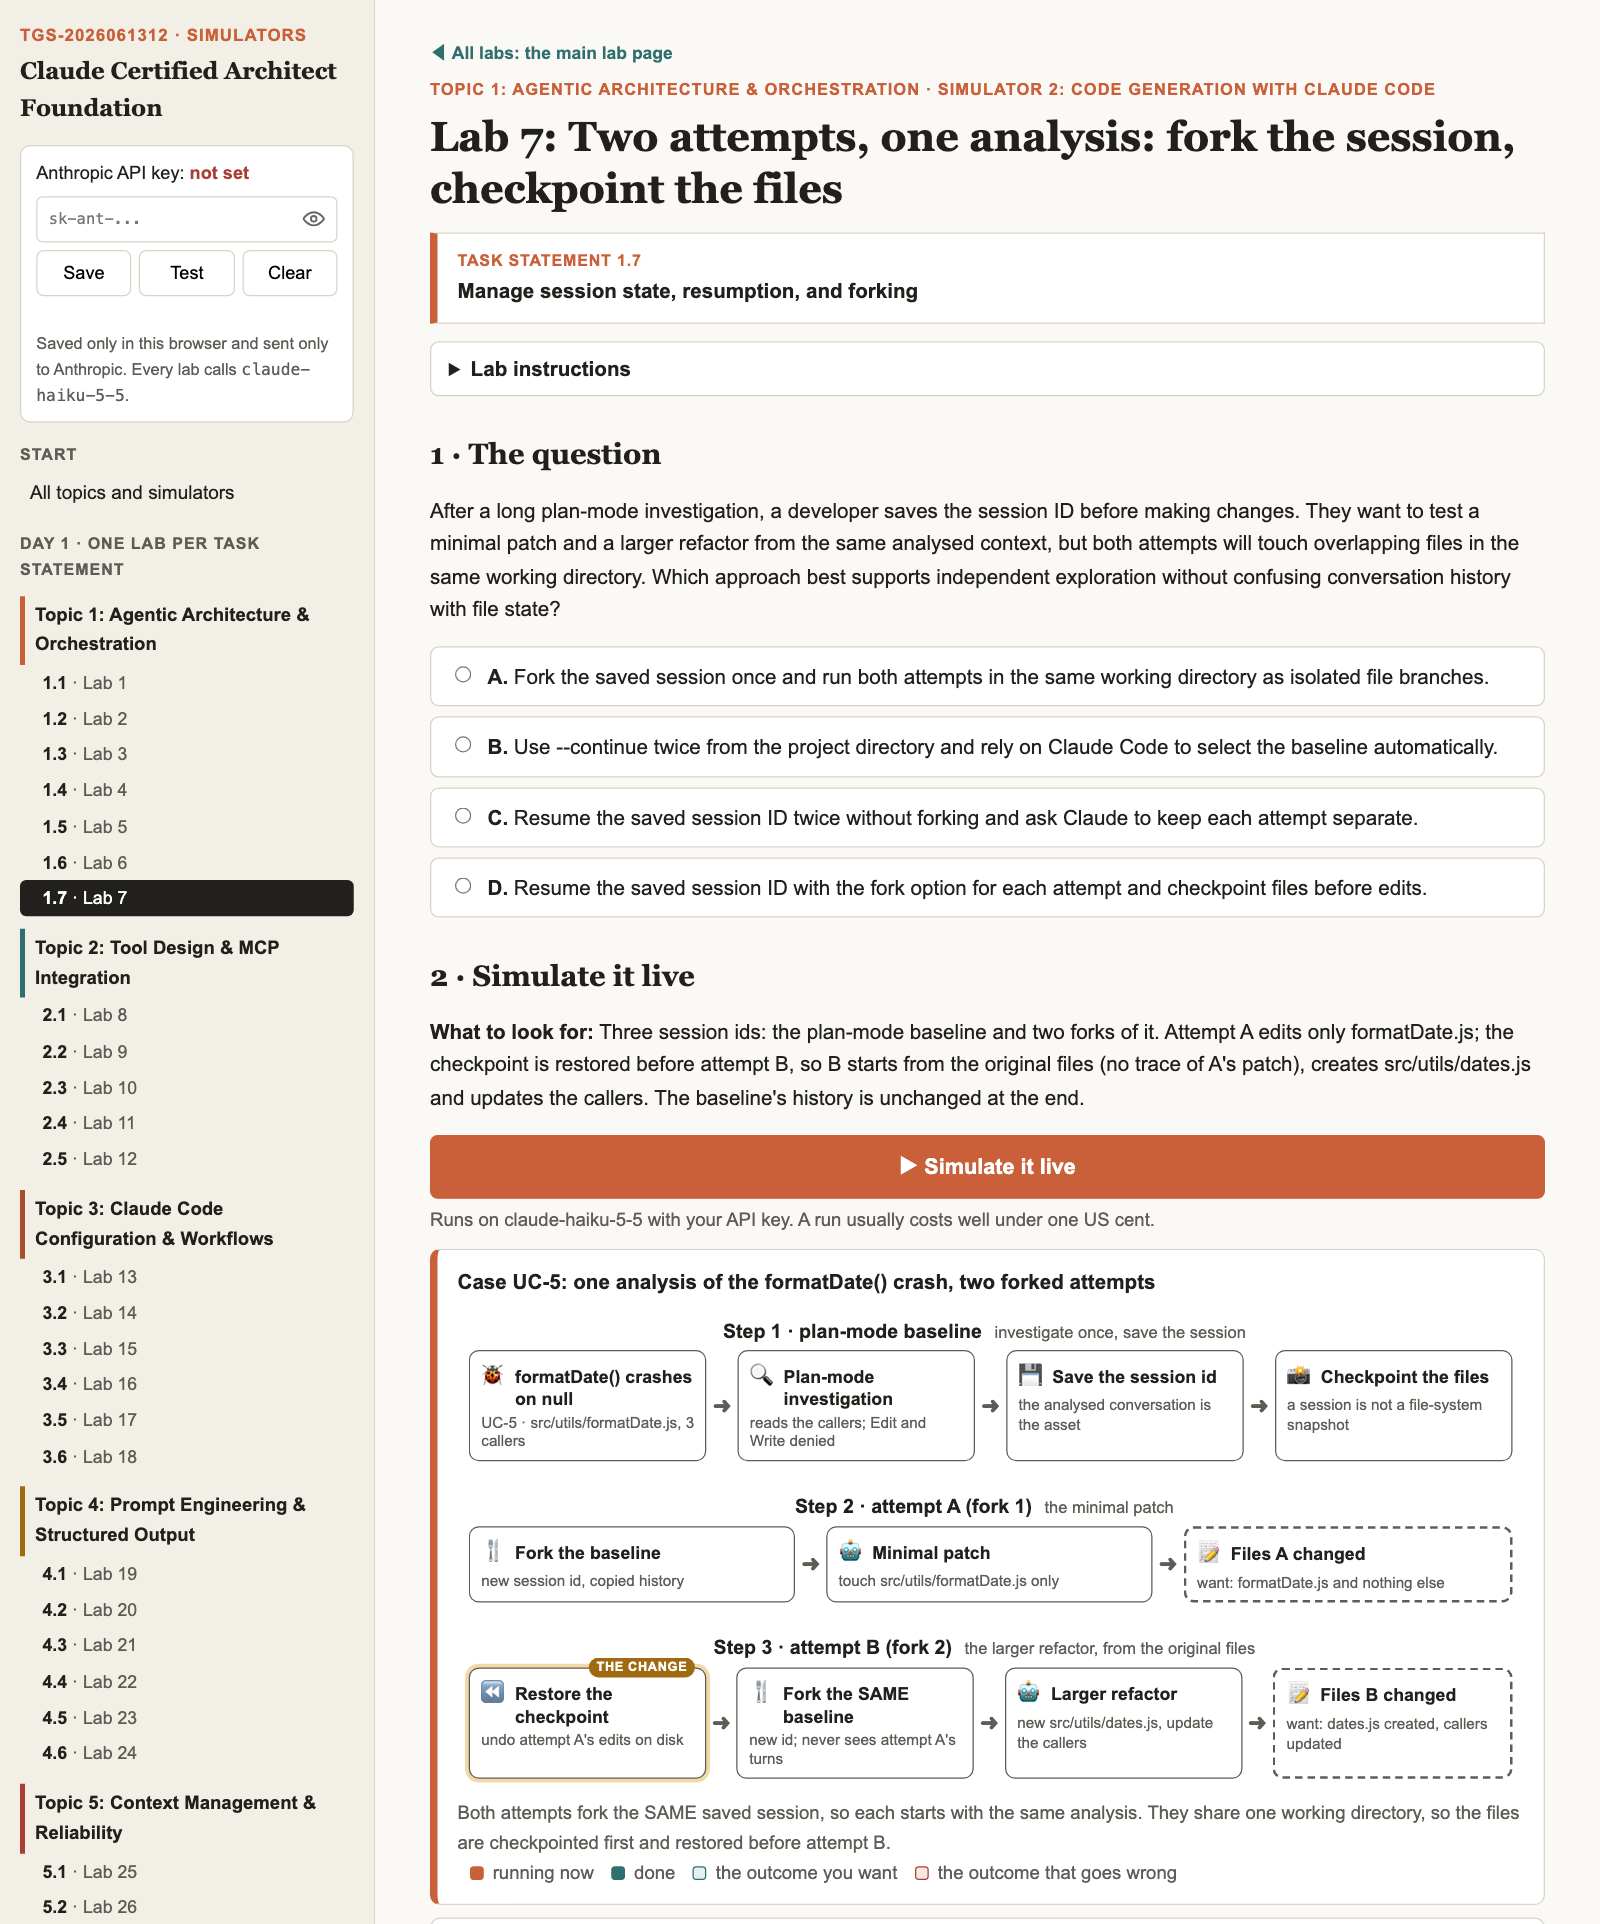 TGS-2026061312 · SIMULATORS
Claude Certified Architect
Foundation
Anthropic API key: not set
sk-ant-...
Save
Test
Clear
Saved only in this browser and sent only
to Anthropic. Every lab calls claude-
haiku-5-5.
START
All topics and simulators
DAY 1 · ONE LAB PER TASK
STATEMENT
Topic 1: Agentic Architecture &
Orchestration
1.1 · Lab 1
1.2 · Lab 2
1.3 · Lab 3
1.4 · Lab 4
1.5 · Lab 5
1.6 · Lab 6
1.7 · Lab 7
Topic 2: Tool Design & MCP
Integration
2.1 · Lab 8
2.2 · Lab 9
2.3 · Lab 10
2.4 · Lab 11
2.5 · Lab 12
Topic 3: Claude Code
Configuration & Workflows
3.1 · Lab 13
3.2 · Lab 14
3.3 · Lab 15
3.4 · Lab 16
3.5 · Lab 17
3.6 · Lab 18
Topic 4: Prompt Engineering &
Structured Output
4.1 · Lab 19
4.2 · Lab 20
4.3 · Lab 21
4.4 · Lab 22
4.5 · Lab 23
4.6 · Lab 24
Topic 5: Context Management &
Reliability
5.1 · Lab 25
5.2 · Lab 26
◀ All labs: the main lab page
TOPIC 1: AGENTIC ARCHITECTURE & ORCHESTRATION · SIMULATOR 2: CODE GENERATION WITH CLAUDE CODE
Lab 7: Two attempts, one analysis: fork the session,
checkpoint the files
TASK STATEMENT 1.7
Manage session state, resumption, and forking
▶ Lab instructions
1 · The question
After a long plan-mode investigation, a developer saves the session ID before making changes. They want to test a
minimal patch and a larger refactor from the same analysed context, but both attempts will touch overlapping files in the
same working directory. Which approach best supports independent exploration without confusing conversation history
with file state?
A. Fork the saved session once and run both attempts in the same working directory as isolated file branches.
B. Use --continue twice from the project directory and rely on Claude Code to select the baseline automatically.
C. Resume the saved session ID twice without forking and ask Claude to keep each attempt separate.
D. Resume the saved session ID with the fork option for each attempt and checkpoint files before edits.
2 · Simulate it live
What to look for: Three session ids: the plan-mode baseline and two forks of it. Attempt A edits only formatDate.js; the
checkpoint is restored before attempt B, so B starts from the original files (no trace of A's patch), creates src/utils/dates.js
and updates the callers. The baseline's history is unchanged at the end.
▶ Simulate it live
Runs on claude-haiku-5-5 with your API key. A run usually costs well under one US cent.
Case UC-5: one analysis of the formatDate() crash, two forked attempts
Step 1 · plan-mode baseline investigate once, save the session
formatDate() crashes
on null
UC-5 · src/utils/formatDate.js, 3
callers
Plan-mode
investigation
reads the callers; Edit and
Write denied
Save the session id
the analysed conversation is
the asset
Checkpoint the files
a session is not a file-system
snapshot
Step 2 · attempt A (fork 1) the minimal patch
Fork the baseline
new session id, copied history
Minimal patch
touch src/utils/formatDate.js only
Files A changed
want: formatDate.js and nothing else
Step 3 · attempt B (fork 2) the larger refactor, from the original files
THE CHANGE
Restore the
checkpoint
undo attempt A's edits on disk
Fork the SAME
baseline
new id; never sees attempt A's
turns
Larger refactor
new src/utils/dates.js, update
the callers
Files B changed
want: dates.js created, callers
updated
Both attempts fork the SAME saved session, so each starts with the same analysis. They share one working directory, so the files
are checkpointed first and restored before attempt B.
running now done the outcome you want the outcome that goes wrong